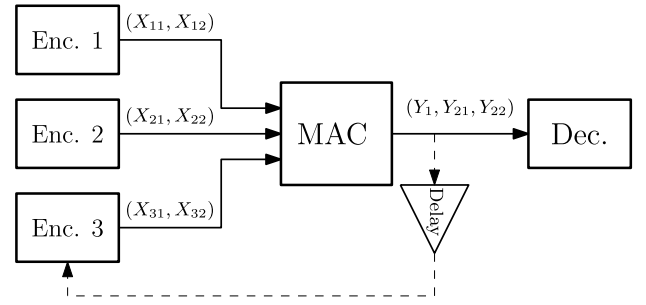 Enc. 1
(X₁₁, X₁₂)
Enc. 2
(X₂₁, X₂₂)
Enc. 3
(X₃₁, X₃₂)
MAC
(Y₁, Y₂₁, Y₂₂)
Dec.
Delay